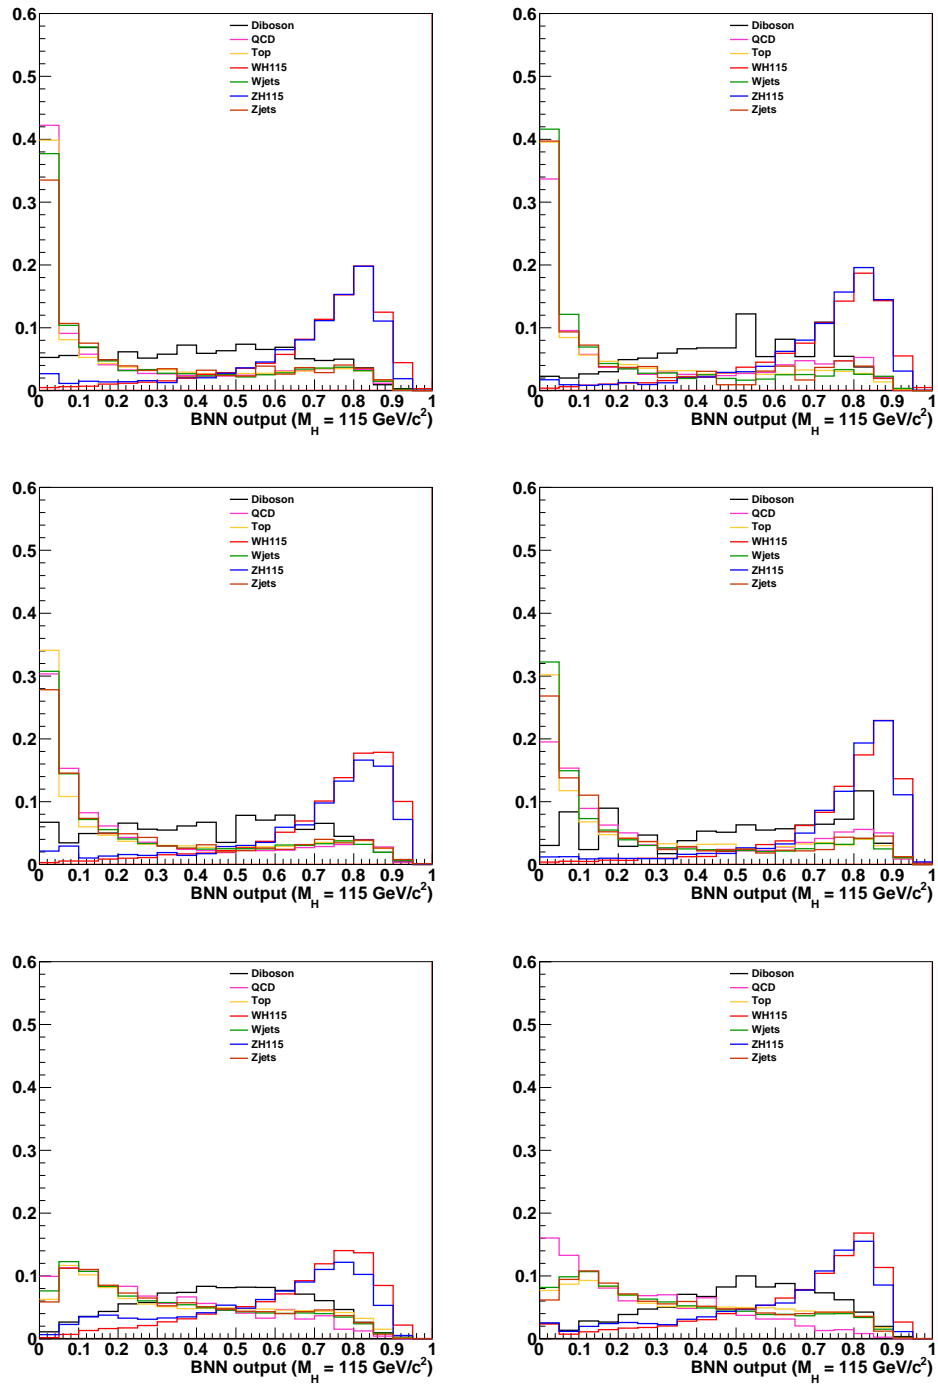 0.6
0.5
0.4
0.3
0.2
0.1
0
Diboson
QCD
Top
WH115
Wjets
ZH115
Zjets
0 0.1 0.2 0.3 0.4 0.5 0.6 0.7 0.8 0.9 1
BNN output (M_H = 115 GeV/c²)
0.6
0.5
0.4
0.3
0.2
0.1
0
Diboson
QCD
Top
WH115
Wjets
ZH115
Zjets
0 0.1 0.2 0.3 0.4 0.5 0.6 0.7 0.8 0.9 1
BNN output (M_H = 115 GeV/c²)
0.6
0.5
0.4
0.3
0.2
0.1
0
Diboson
QCD
Top
WH115
Wjets
ZH115
Zjets
0 0.1 0.2 0.3 0.4 0.5 0.6 0.7 0.8 0.9 1
BNN output (M_H = 115 GeV/c²)
0.6
0.5
0.4
0.3
0.2
0.1
0
Diboson
QCD
Top
WH115
Wjets
ZH115
Zjets
0 0.1 0.2 0.3 0.4 0.5 0.6 0.7 0.8 0.9 1
BNN output (M_H = 115 GeV/c²)
0.6
0.5
0.4
0.3
0.2
0.1
0
Diboson
QCD
Top
WH115
Wjets
ZH115
Zjets
0 0.1 0.2 0.3 0.4 0.5 0.6 0.7 0.8 0.9 1
BNN output (M_H = 115 GeV/c²)
0.6
0.5
0.4
0.3
0.2
0.1
0
Diboson
QCD
Top
WH115
Wjets
ZH115
Zjets
0 0.1 0.2 0.3 0.4 0.5 0.6 0.7 0.8 0.9 1
BNN output (M_H = 115 GeV/c²)